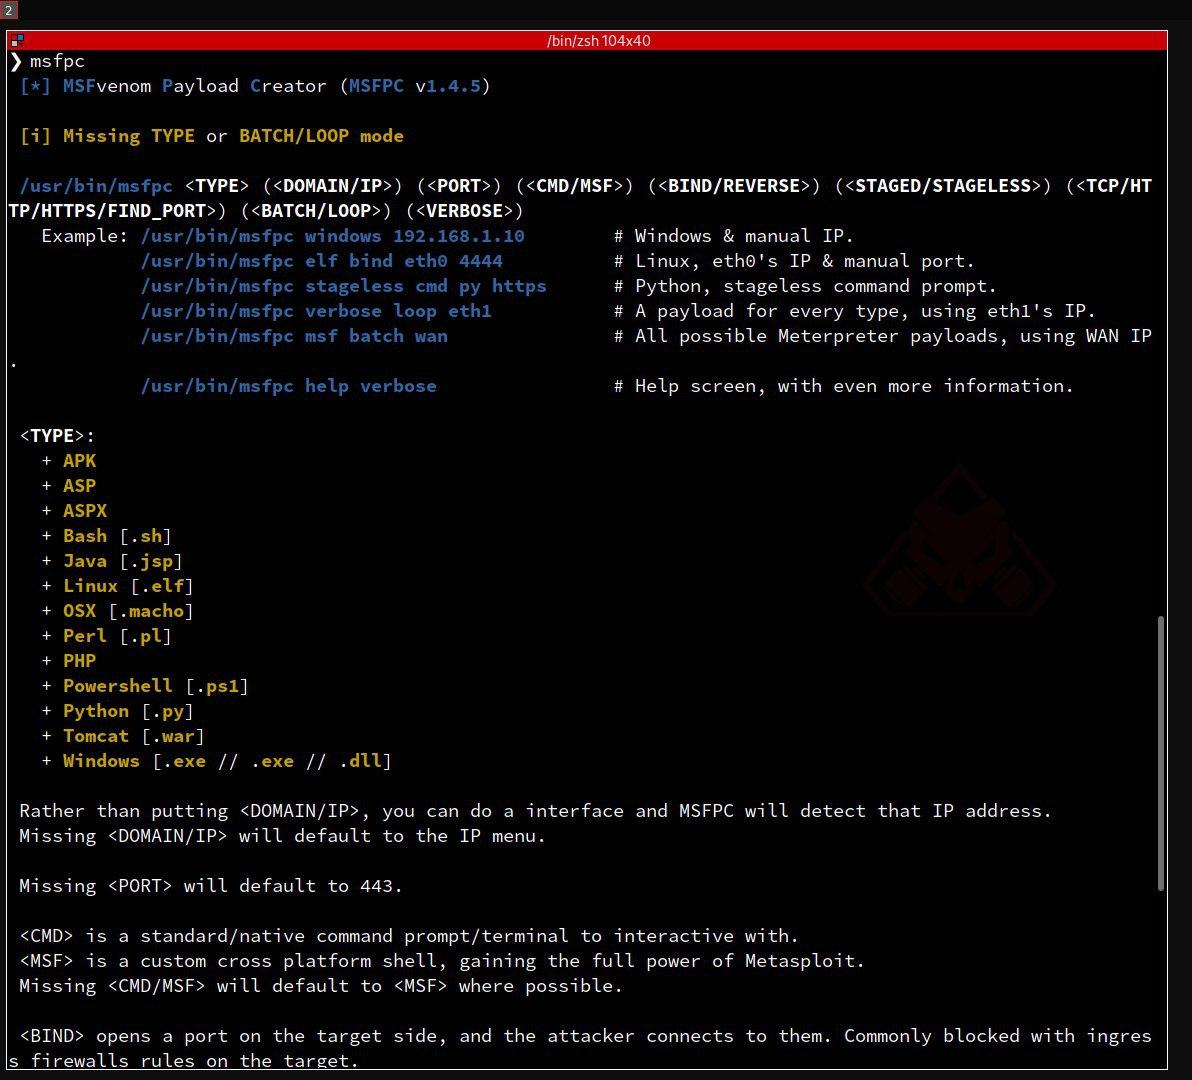 2
/bin/zsh 104x40
❯ msfpc
[*] MSFvenom Payload Creator (MSFPC v1.4.5)
[i] Missing TYPE or BATCH/LOOP mode
/usr/bin/msfpc <TYPE> (<DOMAIN/IP>) (<PORT>) (<CMD/MSF>) (<BIND/REVERSE>) (<STAGED/STAGELESS>) (<TCP/HT
TP/HTTPS/FIND_PORT>) (<BATCH/LOOP>) (<VERBOSE>)
Example: /usr/bin/msfpc windows 192.168.1.10 # Windows & manual IP.
/usr/bin/msfpc elf bind eth0 4444 # Linux, eth0's IP & manual port.
/usr/bin/msfpc stageless cmd py https # Python, stageless command prompt.
/usr/bin/msfpc verbose loop eth1 # A payload for every type, using eth1's IP.
/usr/bin/msfpc msf batch wan # All possible Meterpreter payloads, using WAN IP
.
/usr/bin/msfpc help verbose # Help screen, with even more information.
<TYPE>:
+ APK
+ ASP
+ ASPX
+ Bash [.sh]
+ Java [.jsp]
+ Linux [.elf]
+ OSX [.macho]
+ Perl [.pl]
+ PHP
+ Powershell [.ps1]
+ Python [.py]
+ Tomcat [.war]
+ Windows [.exe // .exe // .dll]
Rather than putting <DOMAIN/IP>, you can do a interface and MSFPC will detect that IP address.
Missing <DOMAIN/IP> will default to the IP menu.
Missing <PORT> will default to 443.
<CMD> is a standard/native command prompt/terminal to interactive with.
<MSF> is a custom cross platform shell, gaining the full power of Metasploit.
Missing <CMD/MSF> will default to <MSF> where possible.
<BIND> opens a port on the target side, and the attacker connects to them. Commonly blocked with ingres
s firewalls rules on the target.